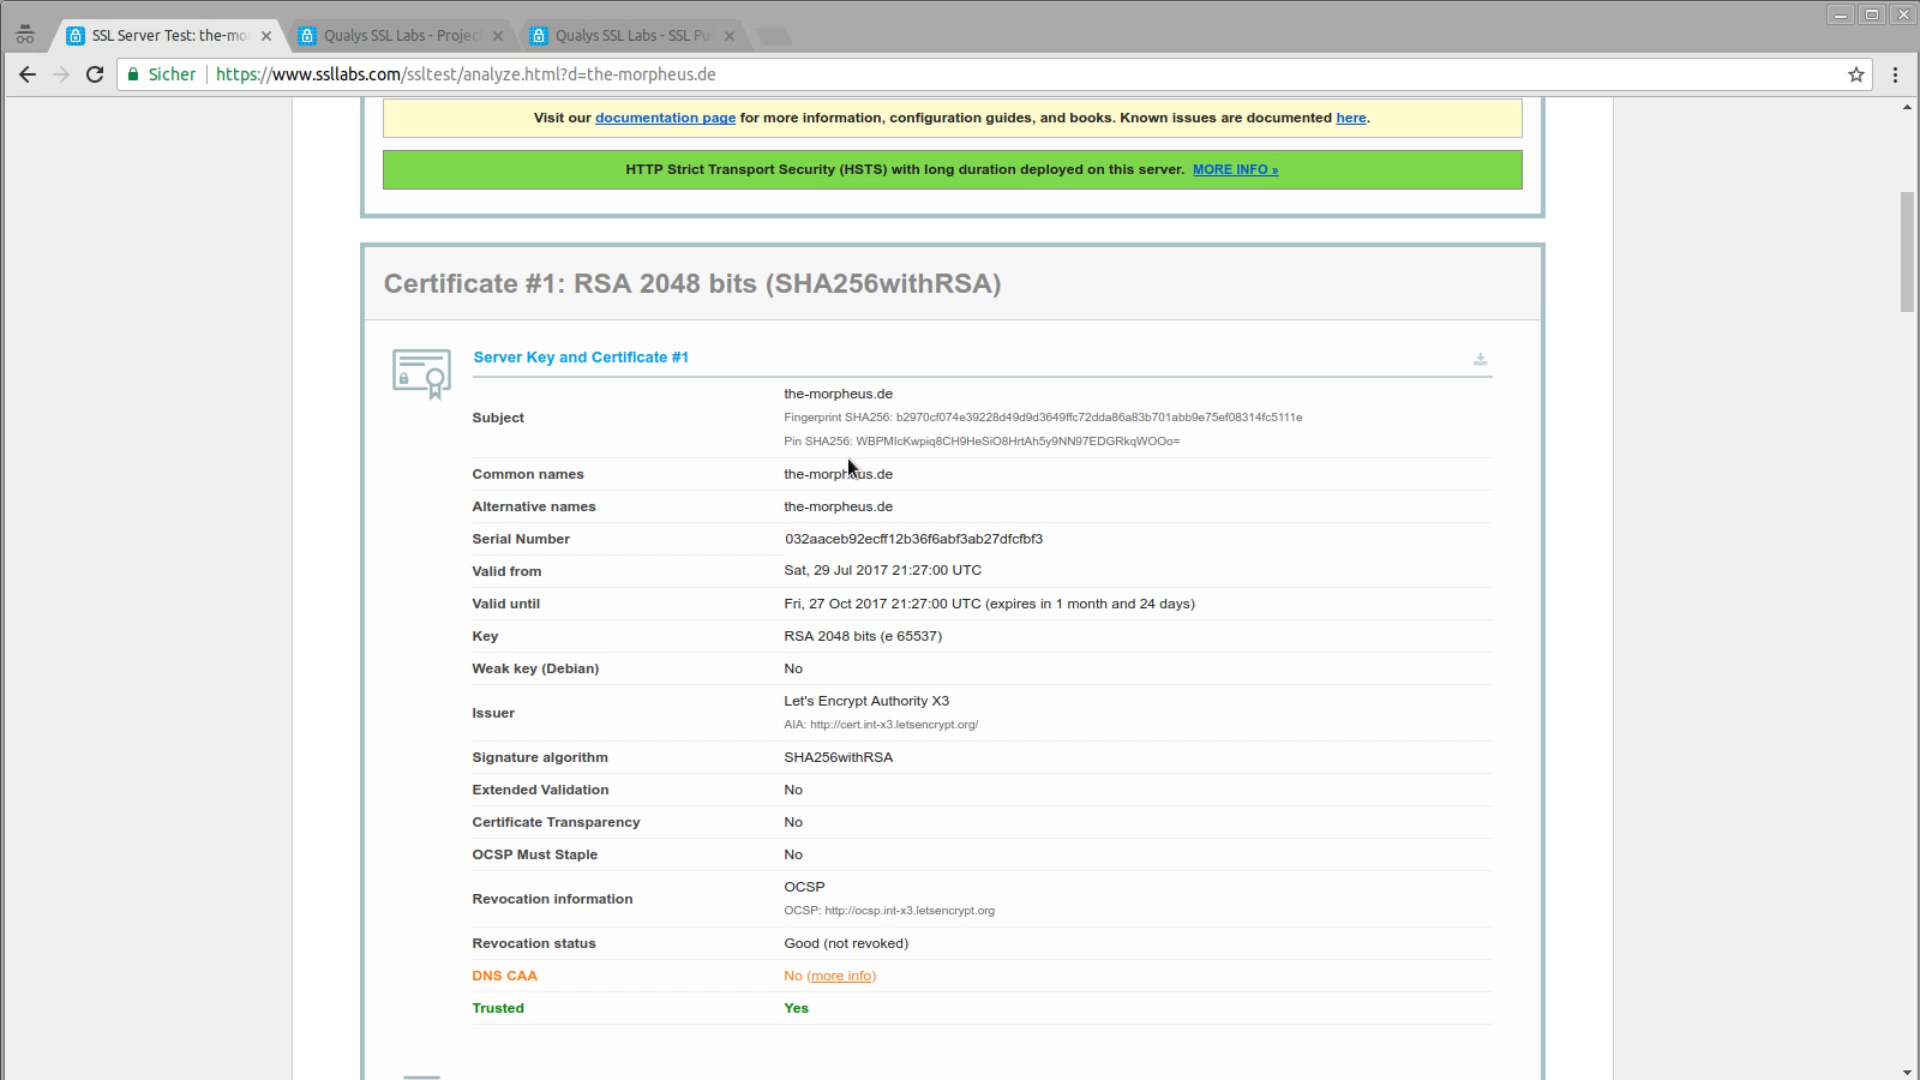 SSL Server Test: the-mo
Qualys SSL Labs - Projec
Qualys SSL Labs - SSL Pu
Sicher
https://www.ssllabs.com/ssltest/analyze.html?d=the-morpheus.de
Visit our documentation page for more information, configuration guides, and books. Known issues are documented here.
HTTP Strict Transport Security (HSTS) with long duration deployed on this server. MORE INFO »
Certificate #1: RSA 2048 bits (SHA256withRSA)
Server Key and Certificate #1
Subject
the-morpheus.de
Fingerprint SHA256: b2970cf074e39228d49d9d3649ffc72dda86a83b701abb9e75ef08314fc5111e
Pin SHA256: WBPMIcKwpiq8CH9HeSiO8HrtAh5y9NN97EDGRkqWOOo=
Common names the-morpheus.de
Alternative names the-morpheus.de
Serial Number 032aaceb92ecff12b36f6abf3ab27dfcfbf3
Valid from Sat, 29 Jul 2017 21:27:00 UTC
Valid until Fri, 27 Oct 2017 21:27:00 UTC (expires in 1 month and 24 days)
Key RSA 2048 bits (e 65537)
Weak key (Debian) No
Issuer
Let's Encrypt Authority X3
AIA: http://cert.int-x3.letsencrypt.org/
Signature algorithm SHA256withRSA
Extended Validation No
Certificate Transparency No
OCSP Must Staple No
Revocation information
OCSP
OCSP: http://ocsp.int-x3.letsencrypt.org
Revocation status Good (not revoked)
DNS CAA No (more info)
Trusted Yes